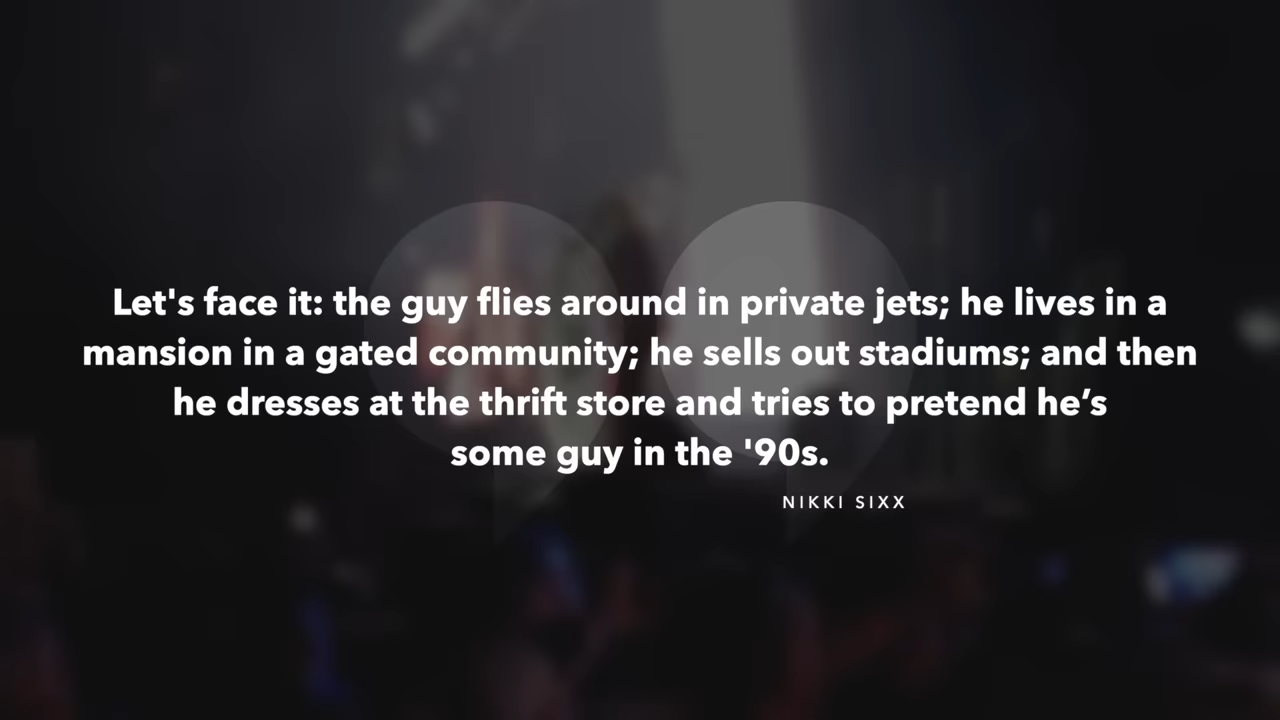 Let's face it: the guy flies around in private jets; he lives in a
mansion in a gated community; he sells out stadiums; and then
he dresses at the thrift store and tries to pretend he’s
some guy in the '90s.
NIKKI SIXX